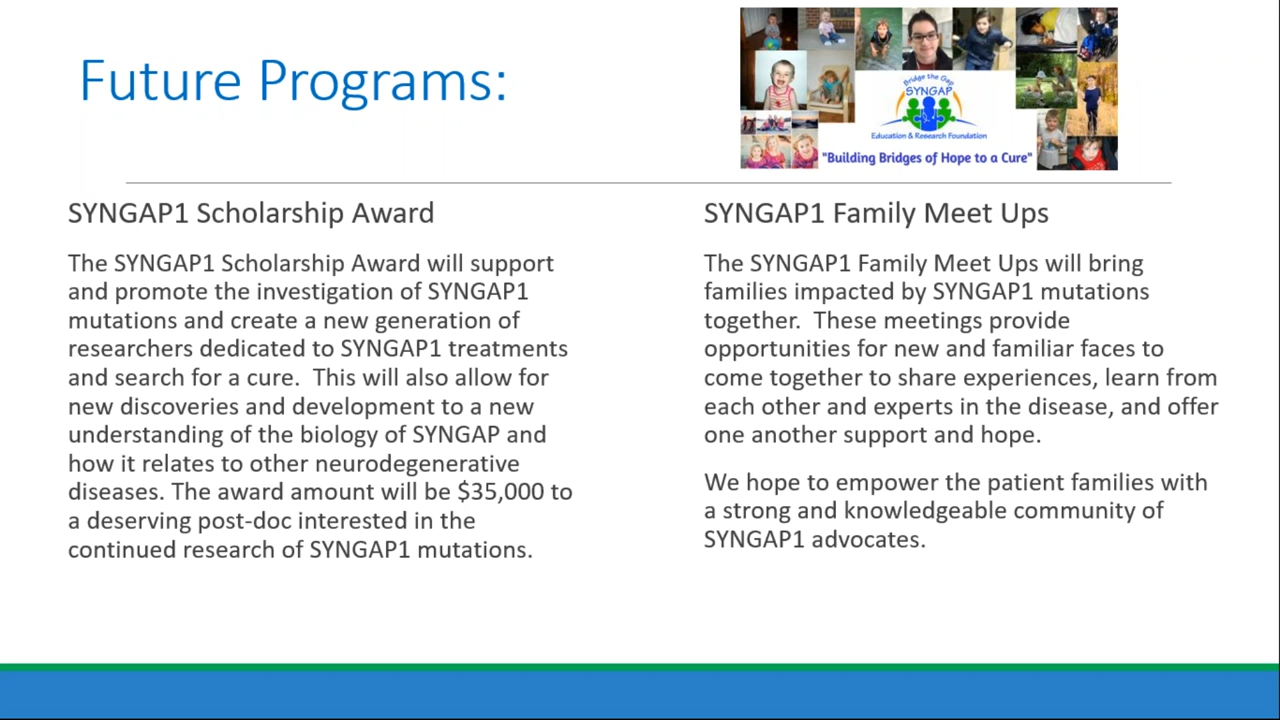 Future Programs:
Bridge the Gap
SYNGAP
Education & Research Foundation
"Building Bridges of Hope to a Cure"
SYNGAP1 Scholarship Award
The SYNGAP1 Scholarship Award will support
and promote the investigation of SYNGAP1
mutations and create a new generation of
researchers dedicated to SYNGAP1 treatments
and search for a cure.  This will also allow for
new discoveries and development to a new
understanding of the biology of SYNGAP and
how it relates to other neurodegenerative
diseases. The award amount will be $35,000 to
a deserving post-doc interested in the
continued research of SYNGAP1 mutations.
SYNGAP1 Family Meet Ups
The SYNGAP1 Family Meet Ups will bring
families impacted by SYNGAP1 mutations
together.  These meetings provide
opportunities for new and familiar faces to
come together to share experiences, learn from
each other and experts in the disease, and offer
one another support and hope.
We hope to empower the patient families with
a strong and knowledgeable community of
SYNGAP1 advocates.